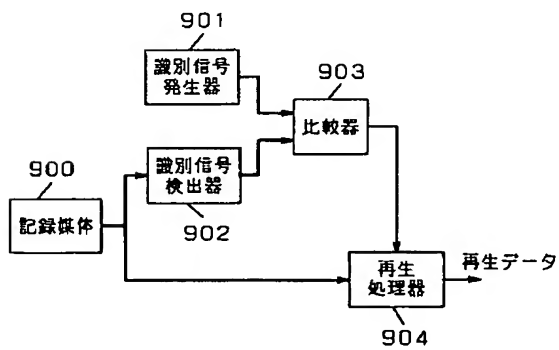 901
識別信号
発生器
903
比較器
900
記録媒体
識別信号
検出器
902
再生
処理器
904
再生データ